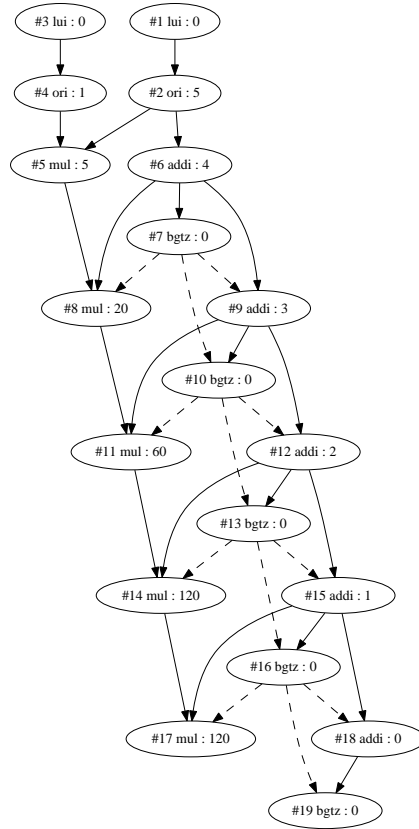 #3 lui : 0
#1 lui : 0
#4 ori : 1
#2 ori : 5
#5 mul : 5
#6 addi : 4
#7 bgtz : 0
#8 mul : 20
#9 addi : 3
#10 bgtz : 0
#11 mul : 60
#12 addi : 2
#13 bgtz : 0
#14 mul : 120
#15 addi : 1
#16 bgtz : 0
#17 mul : 120
#18 addi : 0
#19 bgtz : 0